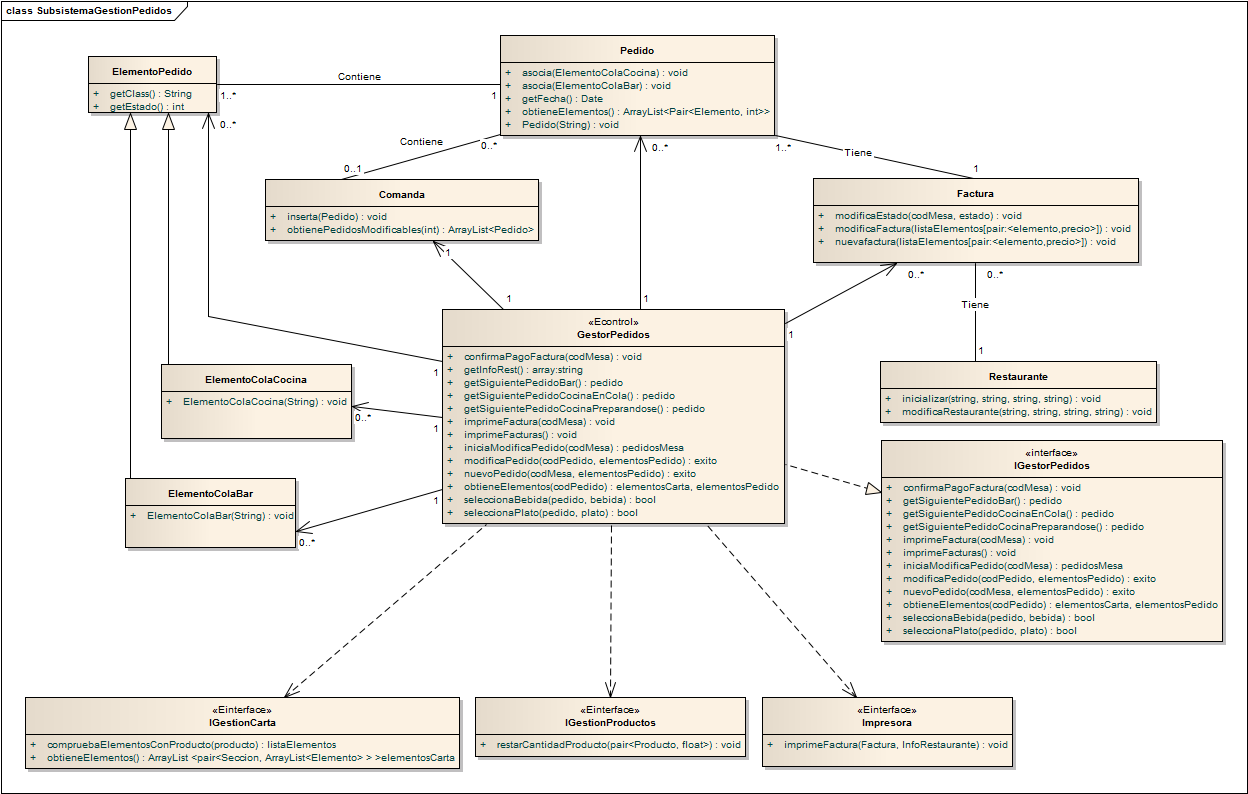 class SubsistemaGestionPedidos
Pedido
+ asocia(ElementoColaCocina) : void
+ asocia(ElementoColaBar) : void
+ getFecha() : Date
+ obtieneElementos() : ArrayList<Pair<Elemento, int>>
+ Pedido(String) : void
ElementoPedido
+ getClass() : String
+ getEstado() : int
Contiene
1..*
1
0..*
Contiene
0..*
0..1
0..*
1..*
Tiene
1
Comanda
+ inserta(Pedido) : void
+ obtienePedidosModificables(int) : ArrayList<Pedido>
Factura
+ modificaEstado(codMesa, estado) : void
+ modificaFactura(listaElementos[pair:<elemento,precio>]) : void
+ nuevafactura(listaElementos[pair:<elemento,precio>]) : void
1
1
1
0..*
0..*
Tiene
1
1
«Econtrol»
GestorPedidos
+ confirmaPagoFactura(codMesa) : void
+ getInfoRest() : array:string
+ getSiguientePedidoBar() : pedido
+ getSiguientePedidoCocinaEnCola() : pedido
+ getSiguientePedidoCocinaPreparandose() : pedido
+ imprimeFactura(codMesa) : void
+ imprimeFacturas() : void
+ iniciaModificaPedido(codMesa) : pedidosMesa
+ modificaPedido(codPedido, elementosPedido) : exito
+ nuevoPedido(codMesa, elementosPedido) : exito
+ obtieneElementos(codPedido) : elementosCarta, elementosPedido
+ seleccionaBebida(pedido, bebida) : bool
+ seleccionaPlato(pedido, plato) : bool
1
ElementoColaCocina
+ ElementoColaCocina(String) : void
0..*
1
Restaurante
+ inicializar(string, string, string, string) : void
+ modificaRestaurante(string, string, string, string) : void
ElementoColaBar
+ ElementoColaBar(String) : void
1
0..*
«interface»
IGestorPedidos
+ confirmaPagoFactura(codMesa) : void
+ getSiguientePedidoBar() : pedido
+ getSiguientePedidoCocinaEnCola() : pedido
+ getSiguientePedidoCocinaPreparandose() : pedido
+ imprimeFactura(codMesa) : void
+ imprimeFacturas() : void
+ iniciaModificaPedido(codMesa) : pedidosMesa
+ modificaPedido(codPedido, elementosPedido) : exito
+ nuevoPedido(codMesa, elementosPedido) : exito
+ obtieneElementos(codPedido) : elementosCarta, elementosPedido
+ seleccionaBebida(pedido, bebida) : bool
+ seleccionaPlato(pedido, plato) : bool
«Einterface»
IGestionCarta
+ compruebaElementosConProducto(producto) : listaElementos
+ obtieneElementos() : ArrayList <pair<Seccion, ArrayList<Elemento> > >elementosCarta
«Einterface»
IGestionProductos
+ restarCantidadProducto(pair<Producto, float>) : void
«Einterface»
Impresora
+ imprimeFactura(Factura, InfoRestaurante) : void